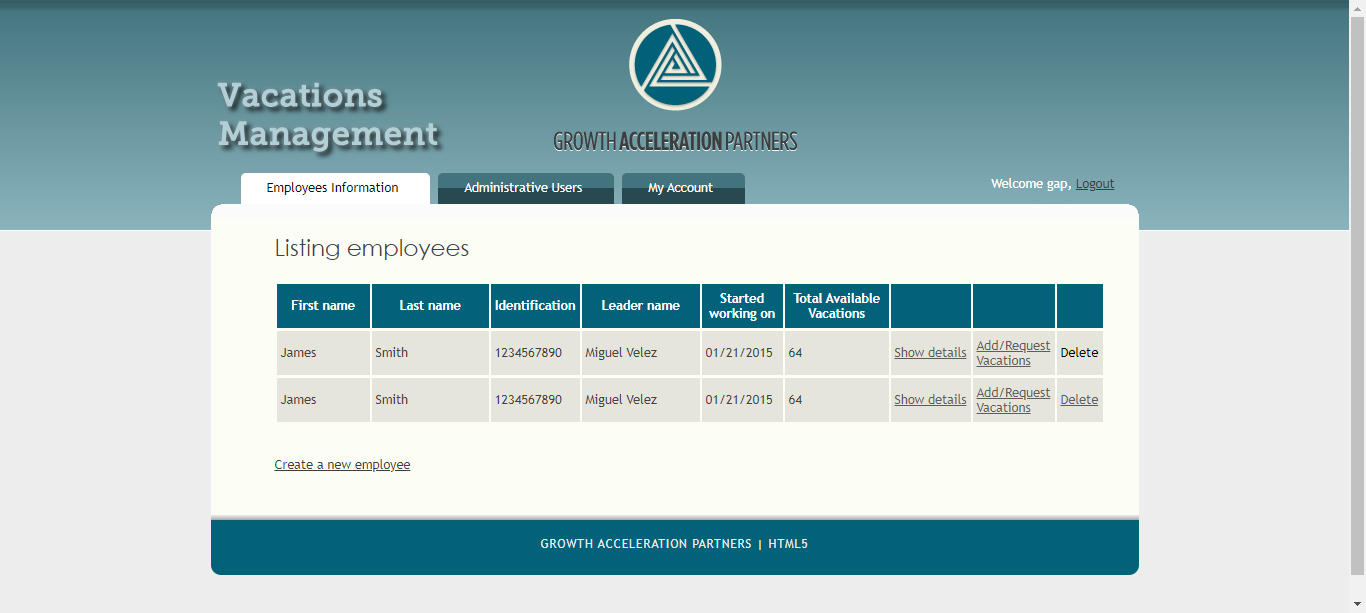 Vacations
Management
GROWTH ACCELERATION PARTNERS
Employees Information Administrative Users My Account Welcome gap, Logout
Listing employees
First name Last name Identification Leader name Started working on Total Available Vacations
James Smith 1234567890 Miguel Velez 01/21/2015 64 Show details Add/Request Vacations Delete
James Smith 1234567890 Miguel Velez 01/21/2015 64 Show details Add/Request Vacations Delete
Create a new employee
GROWTH ACCELERATION PARTNERS | HTML5